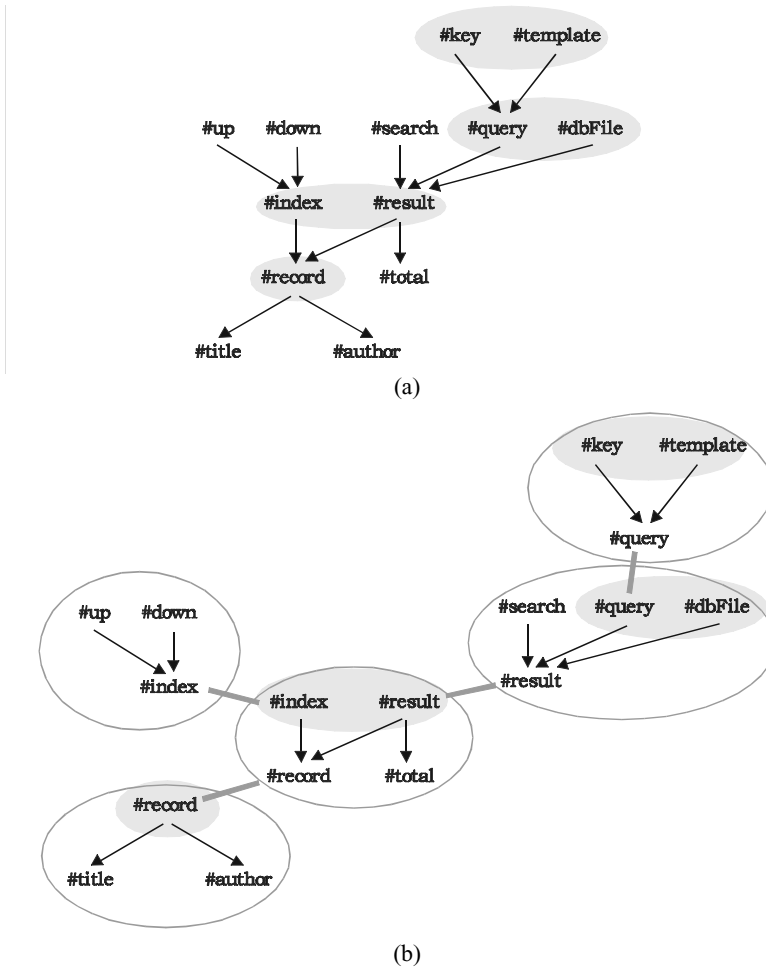 #key #template
#up #down #search #query #dbFile
#index #result
#record #total
#title #author
(a)
#key #template
#query
#up #down #search #query #dbFile
#index #result
#index #result
#record #total
#record
#title #author
(b)